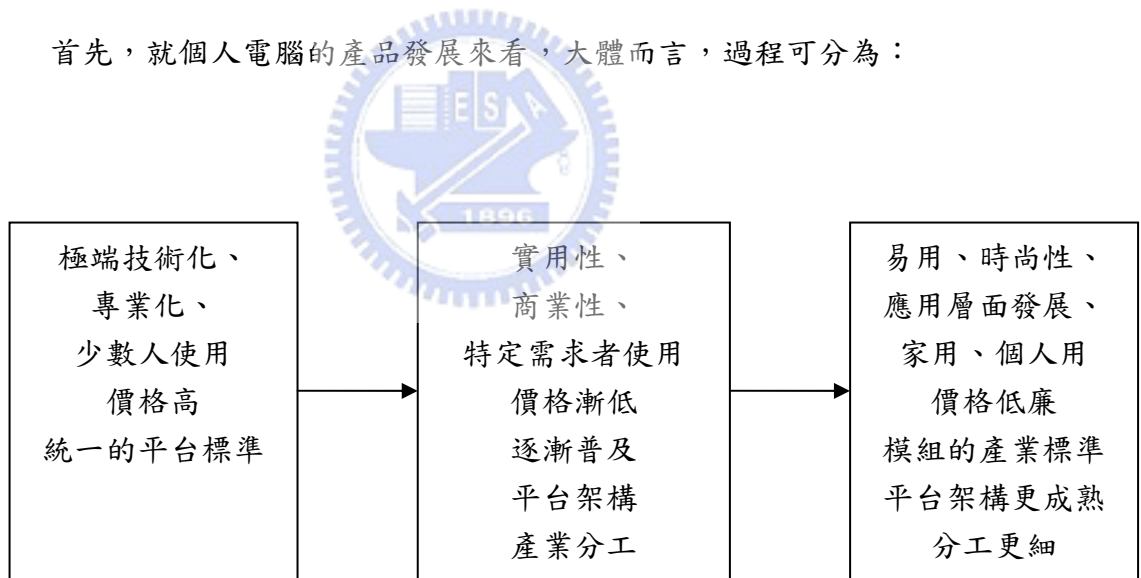 首先，就個人電腦的產品發展來看，大體而言，過程可分為：
ESA
1896
極端技術化、
專業化、
少數人使用
價格高
統一的平台標準
實用性、
商業性、
特定需求者使用
價格漸低
逐漸普及
平台架構
產業分工
易用、時尚性、
應用層面發展、
家用、個人用
價格低廉
模組的產業標準
平台架構更成熟
分工更細